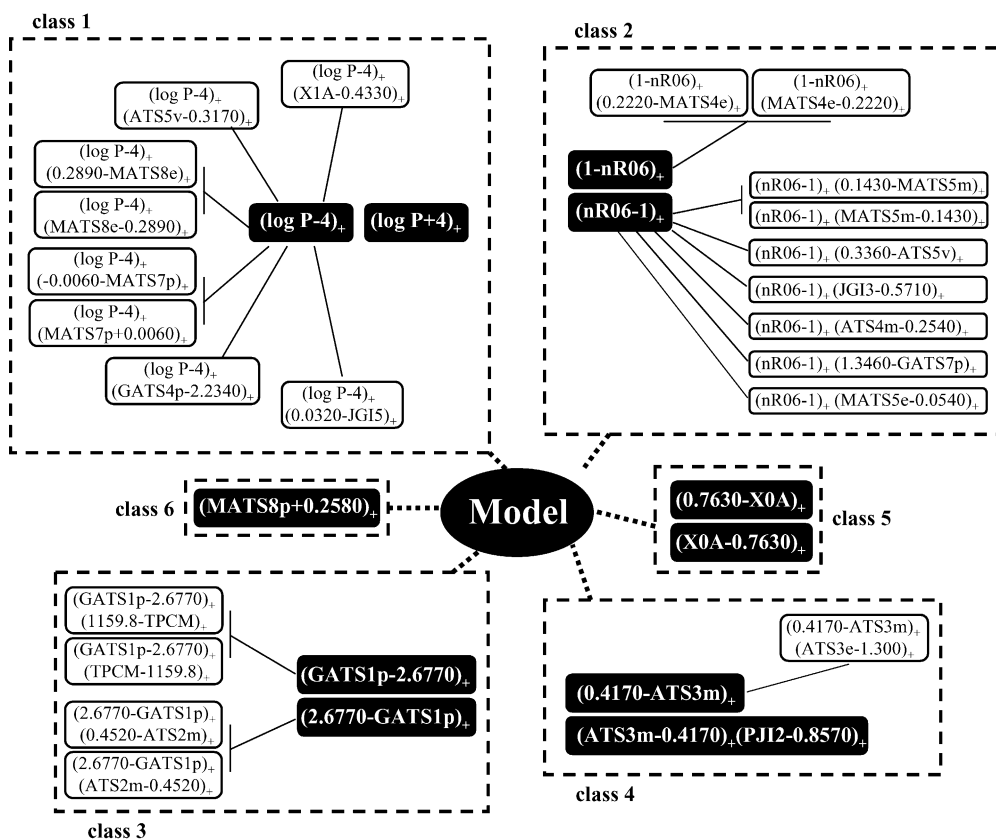 class 1
(log P-4)+
(X1A-0.4330)+
(log P-4)+
(ATS5v-0.3170)+
(log P-4)+
(0.2890-MATS8e)+
(log P-4)+
(MATS8e-0.2890)+
(log P-4)+
(-0.0060-MATS7p)+
(log P-4)+
(MATS7p+0.0060)+
(log P-4)+
(GATS4p-2.2340)+
(log P-4)+
(0.0320-JGI5)+
(log P-4)+
(log P+4)+
class 2
(1-nR06)+
(0.2220-MATS4e)+
(1-nR06)+
(MATS4e-0.2220)+
(1-nR06)+
(nR06-1)+
(nR06-1)+ (0.1430-MATS5m)+
(nR06-1)+ (MATS5m-0.1430)+
(nR06-1)+ (0.3360-ATS5v)+
(nR06-1)+ (JGI3-0.5710)+
(nR06-1)+ (ATS4m-0.2540)+
(nR06-1)+ (1.3460-GATS7p)+
(nR06-1)+ (MATS5e-0.0540)+
class 6
(MATS8p+0.2580)+
Model
(0.7630-X0A)+
(X0A-0.7630)+
class 5
(GATS1p-2.6770)+
(1159.8-TPCM)+
(GATS1p-2.6770)+
(TPCM-1159.8)+
(2.6770-GATS1p)+
(0.4520-ATS2m)+
(2.6770-GATS1p)+
(ATS2m-0.4520)+
(GATS1p-2.6770)+
(2.6770-GATS1p)+
class 3
(0.4170-ATS3m)+
(ATS3e-1.300)+
(0.4170-ATS3m)+
(ATS3m-0.4170)+(PJI2-0.8570)+
class 4